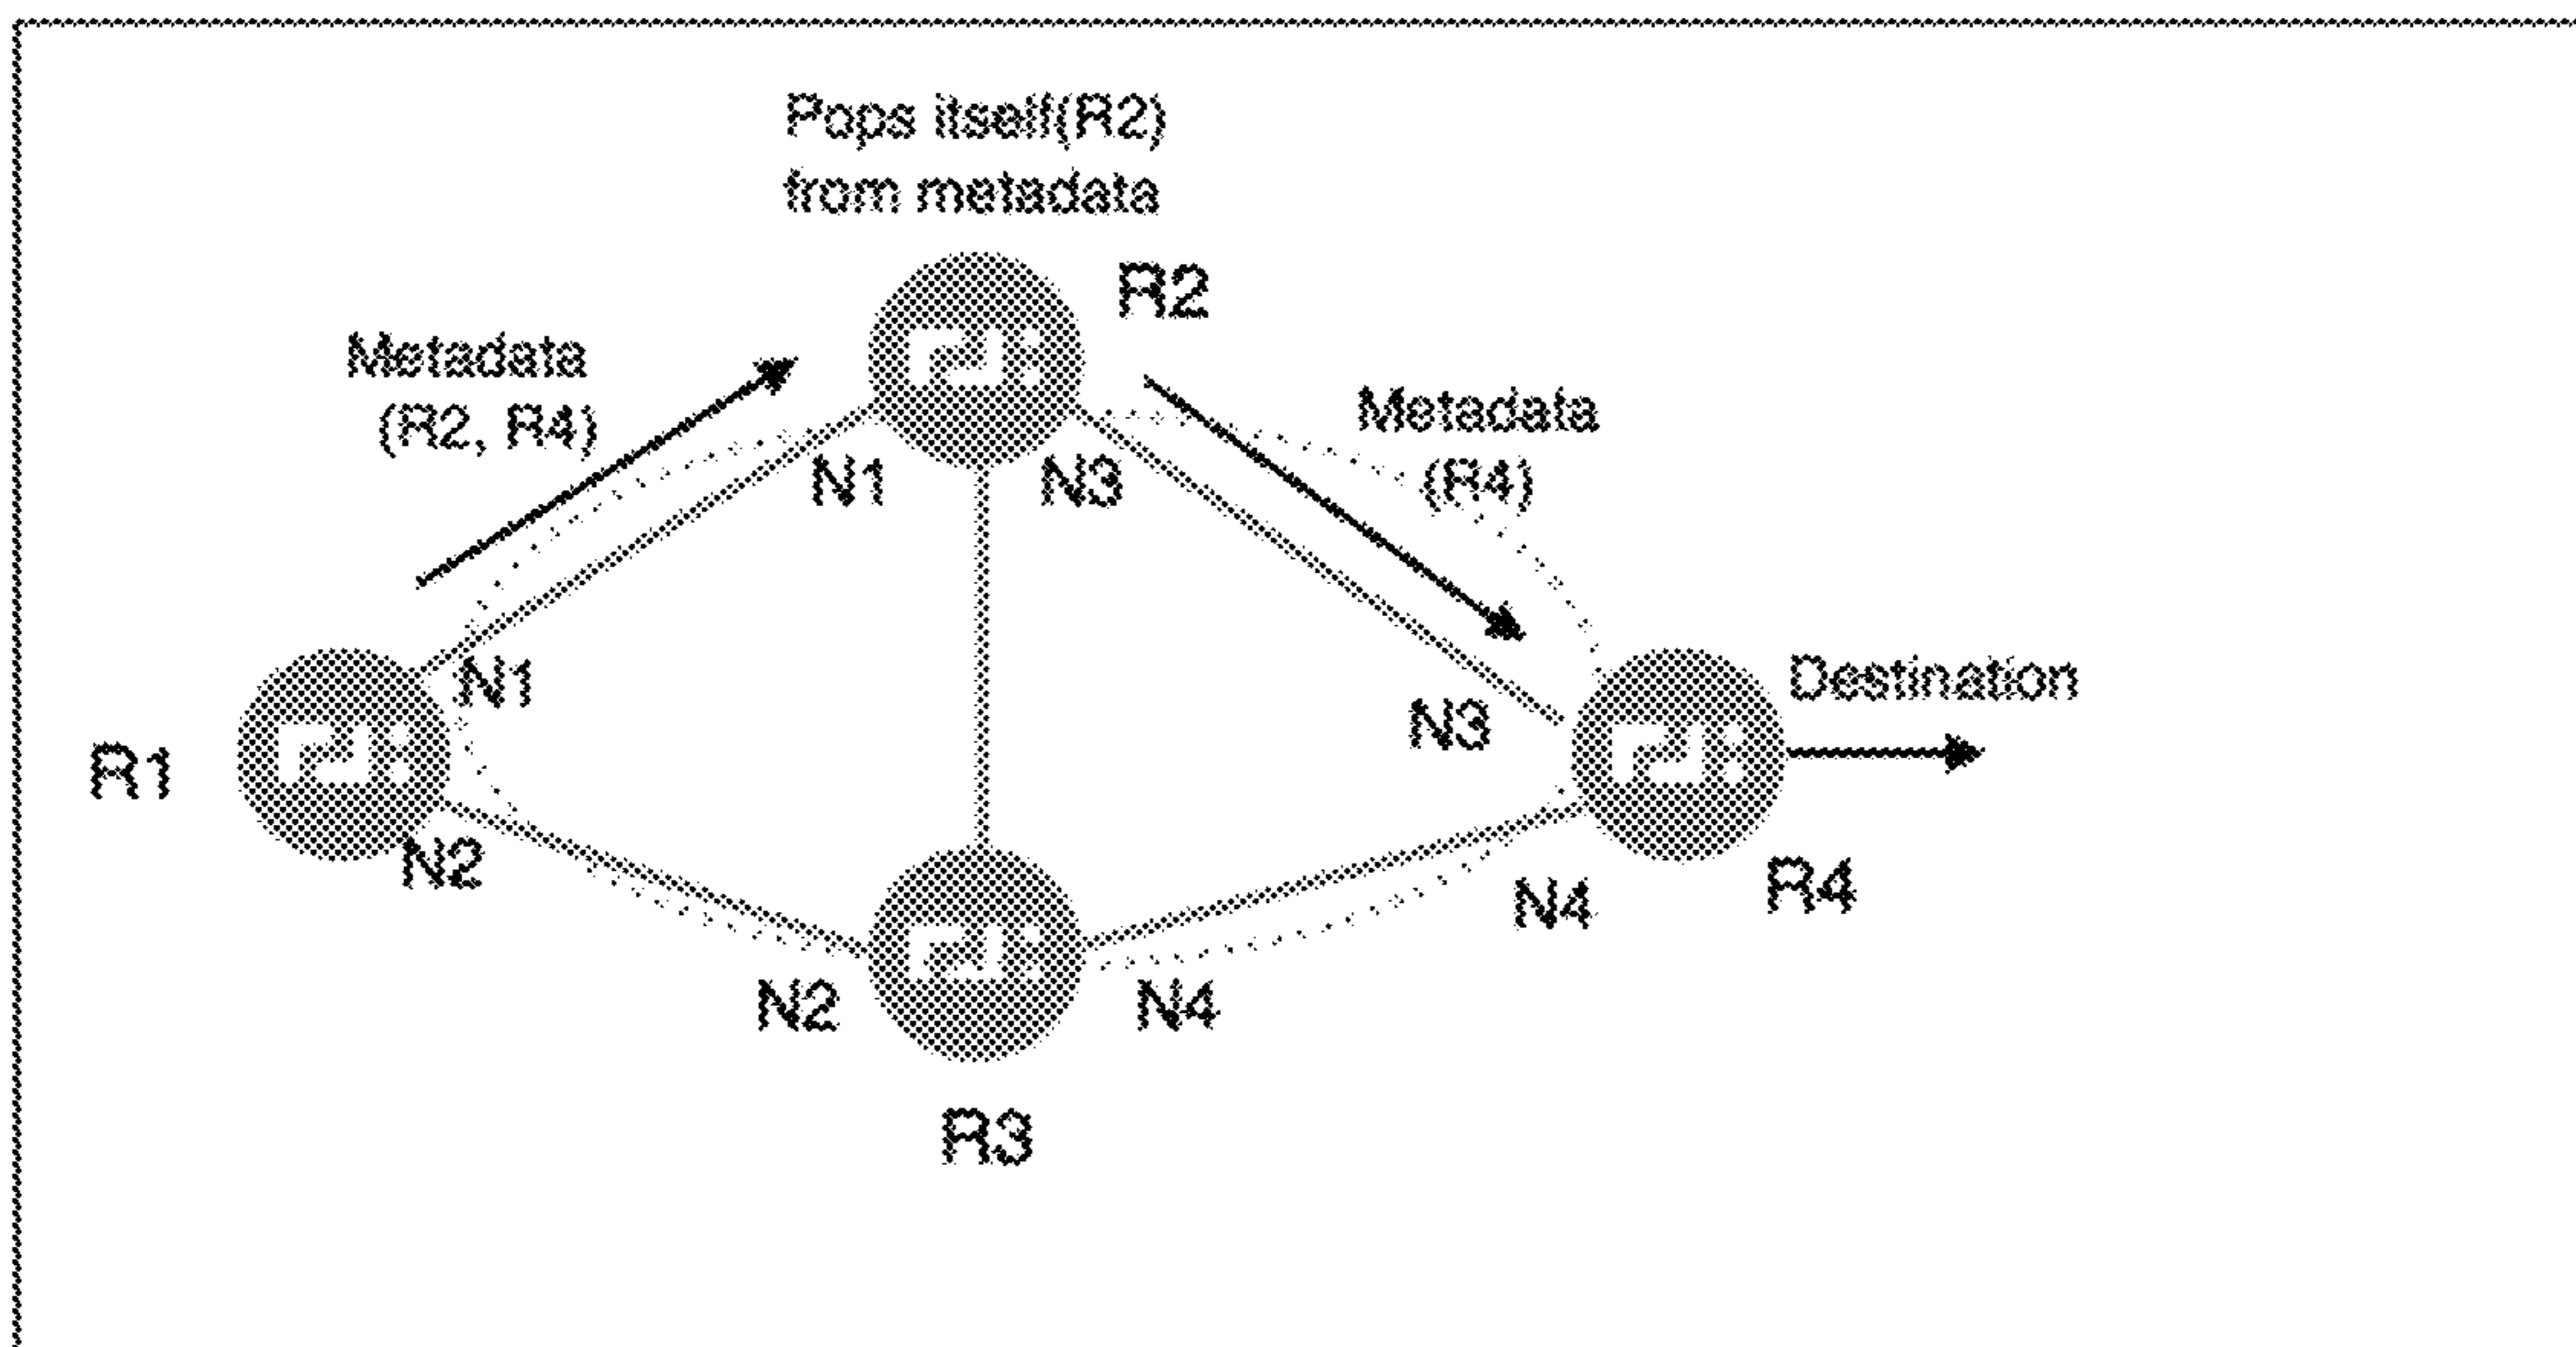 Pops itself(R2)
from metadata
R2
Metadata
(R2, R4)
Metadata
(R4)
N1
N3
N1
Destination
R1
N3
N2
N4
R4
N2
N4
R3